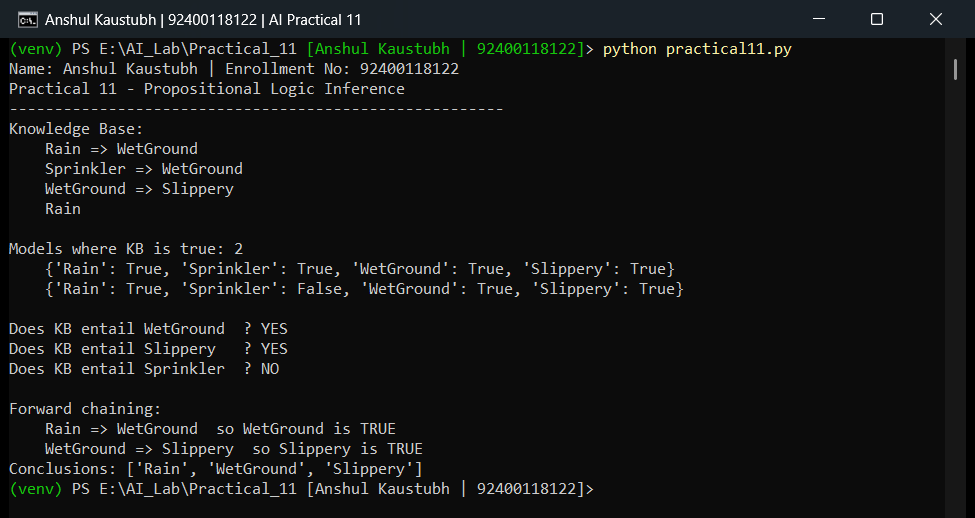 Anshul Kaustubh | 92400118122 | AI Practical 11
(venv) PS E:\AI_Lab\Practical_11 [Anshul Kaustubh | 92400118122]> python practical11.py
Name: Anshul Kaustubh | Enrollment No: 92400118122
Practical 11 - Propositional Logic Inference
-------------------------------------------------------
Knowledge Base:
    Rain => WetGround
    Sprinkler => WetGround
    WetGround => Slippery
    Rain

Models where KB is true: 2
    {'Rain': True, 'Sprinkler': True, 'WetGround': True, 'Slippery': True}
    {'Rain': True, 'Sprinkler': False, 'WetGround': True, 'Slippery': True}

Does KB entail WetGround  ? YES
Does KB entail Slippery   ? YES
Does KB entail Sprinkler  ? NO

Forward chaining:
    Rain => WetGround  so WetGround is TRUE
    WetGround => Slippery  so Slippery is TRUE
Conclusions: ['Rain', 'WetGround', 'Slippery']
(venv) PS E:\AI_Lab\Practical_11 [Anshul Kaustubh | 92400118122]>